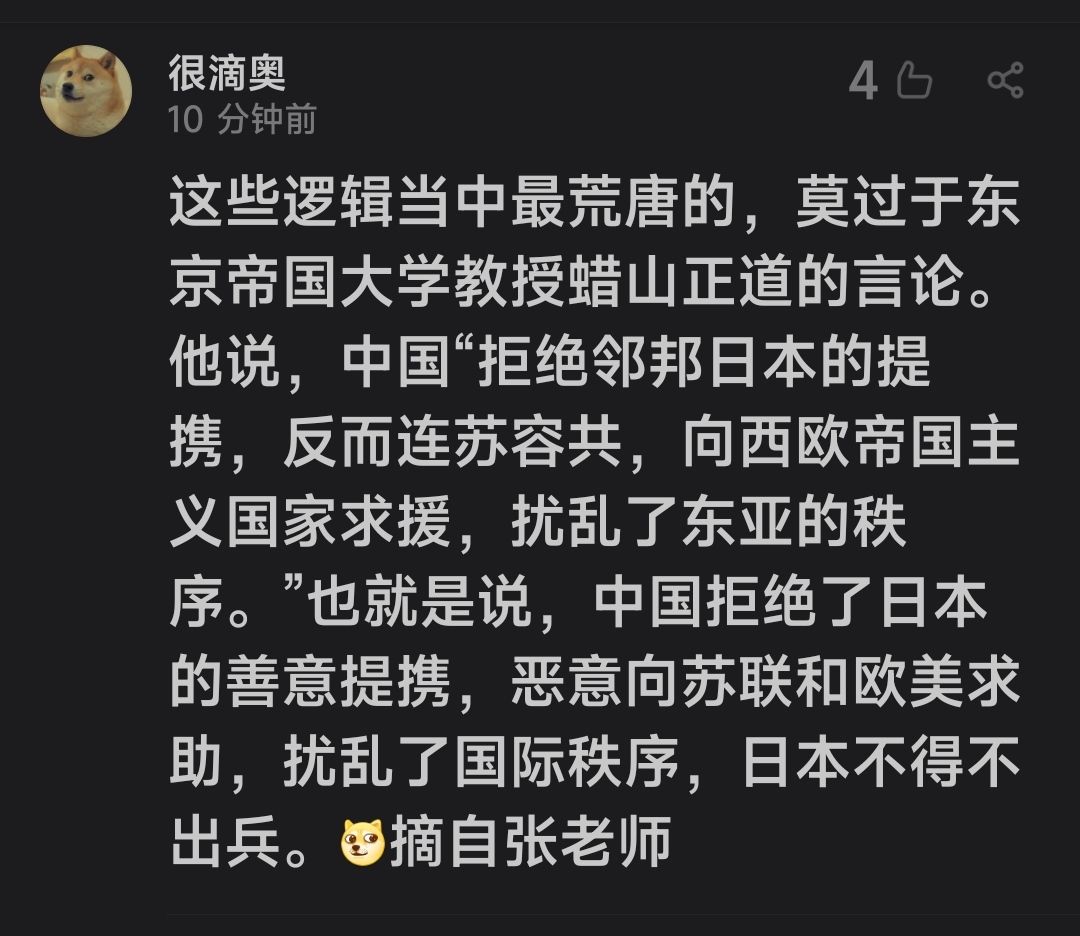 很滴奥
4
10 分钟前
这些逻辑当中最荒唐的，莫过于东
京帝国大学教授蜡山正道的言论。
他说，中国“拒绝邻邦日本的提
携，反而连苏容共，向西欧帝国主
义国家求援，扰乱了东亚的秩
序。”也就是说，中国拒绝了日本
的善意提携，恶意向苏联和欧美求
助，扰乱了国际秩序，日本不得不
出兵。摘自张老师